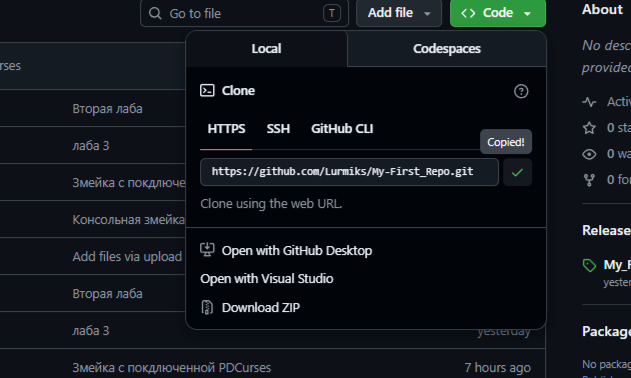 Go to file
T
Add file
Code
About
Local
Codespaces
No desc
provided
rses
Clone
Вторая лаба
HTTPS
SSH
GitHub CLI
Copied!
лаба 3
0 sta
0 wa
https://github.com/Lurmiks/My-First_Repo.git
Змейка с подключе
0 for
Clone using the web URL.
Консольная змейка
Release
Open with GitHub Desktop
Add files via upload
Open with Visual Studio
My_F
yester
Вторая лаба
Download ZIP
лаба 3
yesterday
Package
Змейка с подключенной PDCurses
7 hours ago
No packag